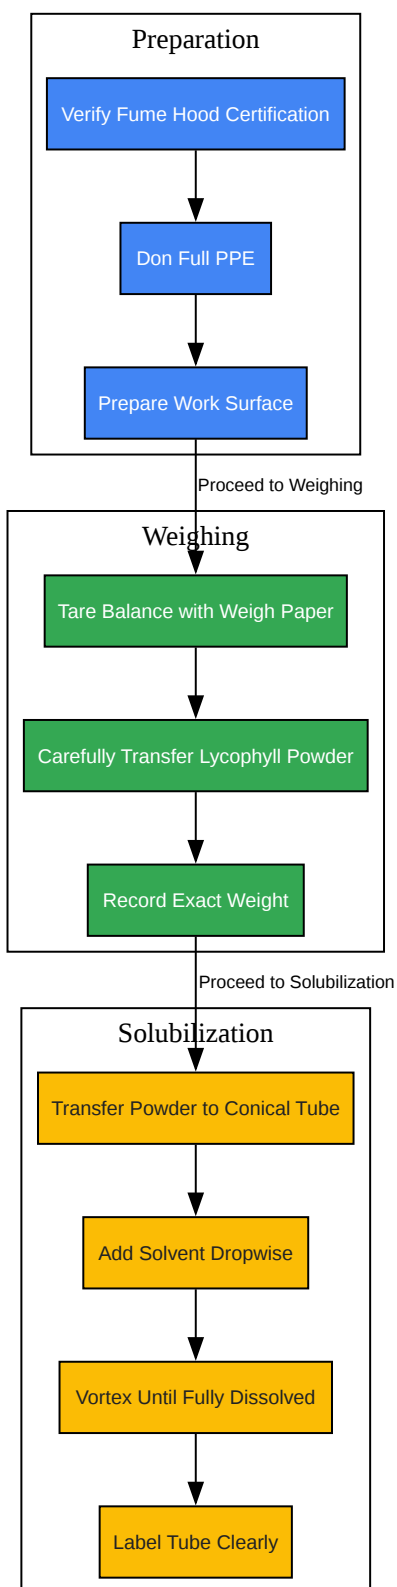 Preparation
Verify Fume Hood Certification
Don Full PPE
Prepare Work Surface
Proceed to Weighing
Weighing
Tare Balance with Weigh Paper
Carefully Transfer Lycophyll Powder
Record Exact Weight
Proceed to Solubilization
Solubilization
Transfer Powder to Conical Tube
Add Solvent Dropwise
Vortex Until Fully Dissolved
Label Tube Clearly